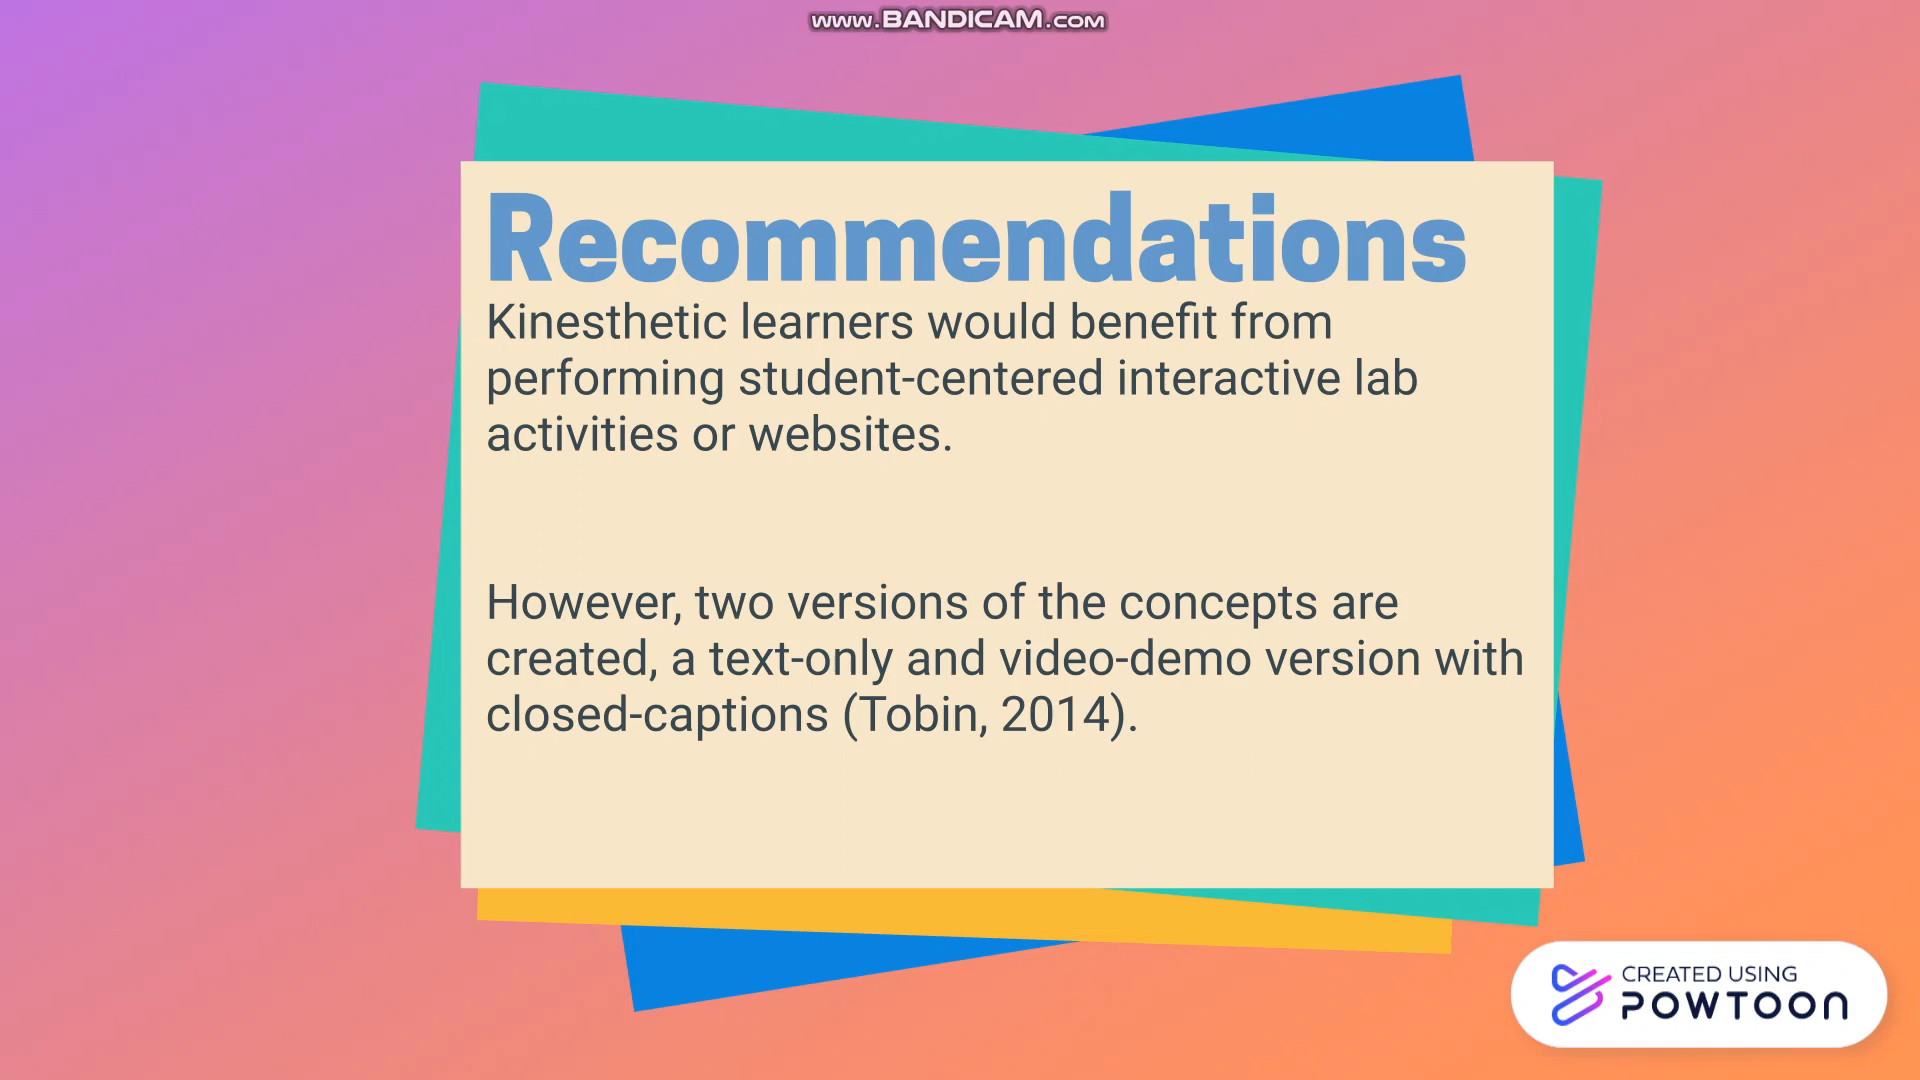 www.BANDICAM.com
Recommendations
Kinesthetic learners would benefit from
performing student-centered interactive lab
activities or websites.
However, two versions of the concepts are
created, a text-only and video-demo version with
closed-captions (Tobin, 2014).
CREATED USING
POWTOON